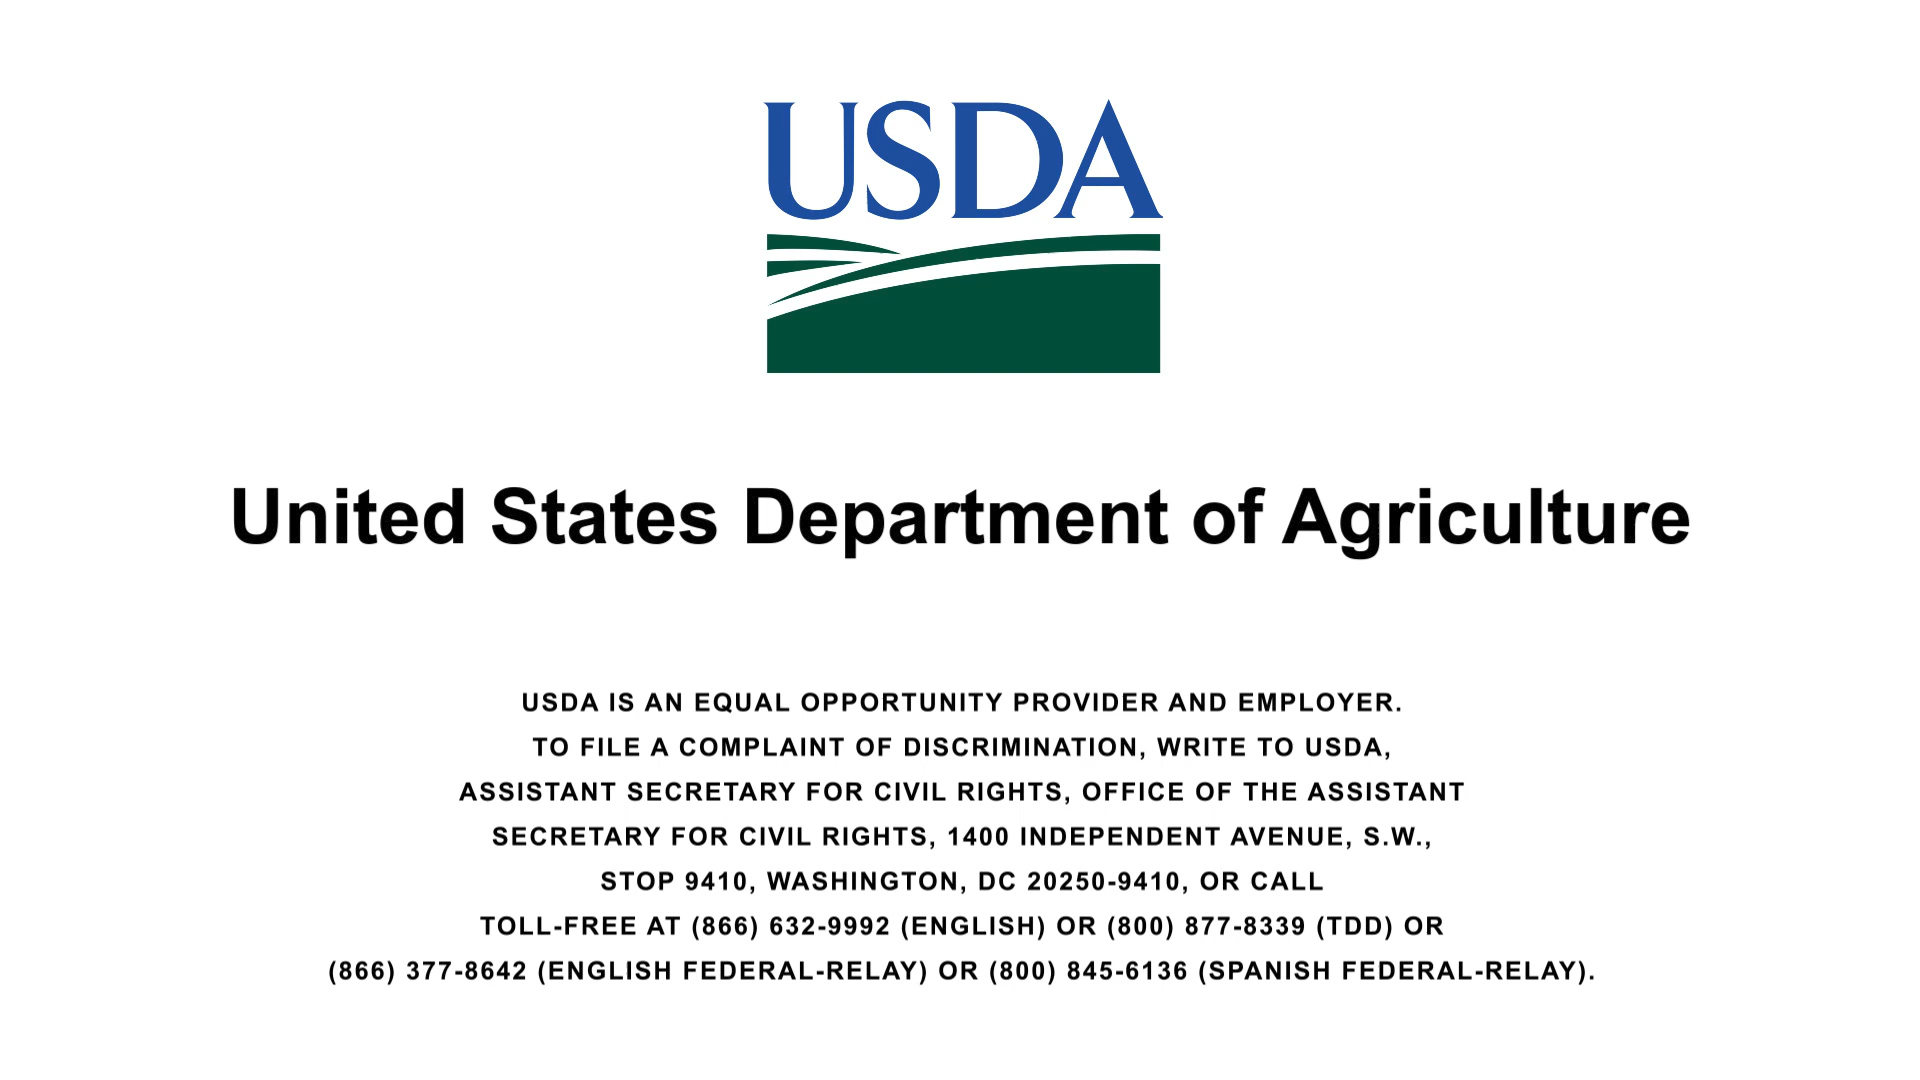 USDA
United States Department of Agriculture
USDA IS AN EQUAL OPPORTUNITY PROVIDER AND EMPLOYER.
TO FILE A COMPLAINT OF DISCRIMINATION, WRITE TO USDA,
ASSISTANT SECRETARY FOR CIVIL RIGHTS, OFFICE OF THE ASSISTANT
SECRETARY FOR CIVIL RIGHTS, 1400 INDEPENDENT AVENUE, S.W.,
STOP 9410, WASHINGTON, DC 20250-9410, OR CALL
TOLL-FREE AT (866) 632-9992 (ENGLISH) OR (800) 877-8339 (TDD) OR
(866) 377-8642 (ENGLISH FEDERAL-RELAY) OR (800) 845-6136 (SPANISH FEDERAL-RELAY).